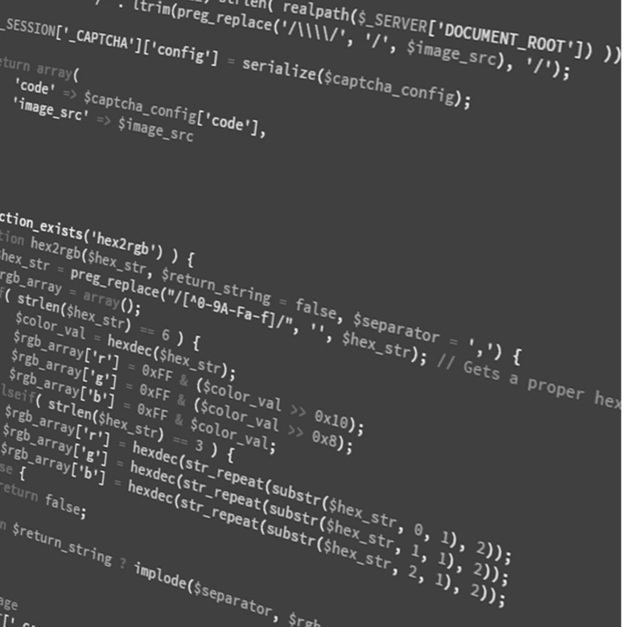 strlen( realpath($_SERVER['DOCUMENT_ROOT']) ))
/' . ltrim(preg_replace('/\\\\/', '/', $image_src), '/');
_SESSION['_CAPTCHA']['config'] = serialize($captcha_config);
eturn array(
'code' => $captcha_config['code'],
'image_src' => $image_src
ction_exists('hex2rgb') ) {
tion hex2rgb($hex_str, $return_string = false, $separator = ',') {
hex_str = preg_replace("/[^0-9A-Fa-f]/", '', $hex_str); // Gets a proper hex
rgb_array = array();
f( strlen($hex_str) == 6 ) {
$color_val = hexdec($hex_str);
$rgb_array['r'] = 0xFF & ($color_val >> 0x10);
$rgb_array['g'] = 0xFF & ($color_val >> 0x8);
$rgb_array['b'] = 0xFF & $color_val;
lseif( strlen($hex_str) == 3 ) {
$rgb_array['r'] = hexdec(str_repeat(substr($hex_str, 0, 1), 2));
$rgb_array['g'] = hexdec(str_repeat(substr($hex_str, 1, 1), 2));
$rgb_array['b'] = hexdec(str_repeat(substr($hex_str, 2, 1), 2));
se {
return false;
n $return_string ? implode($separator, $rgb
age